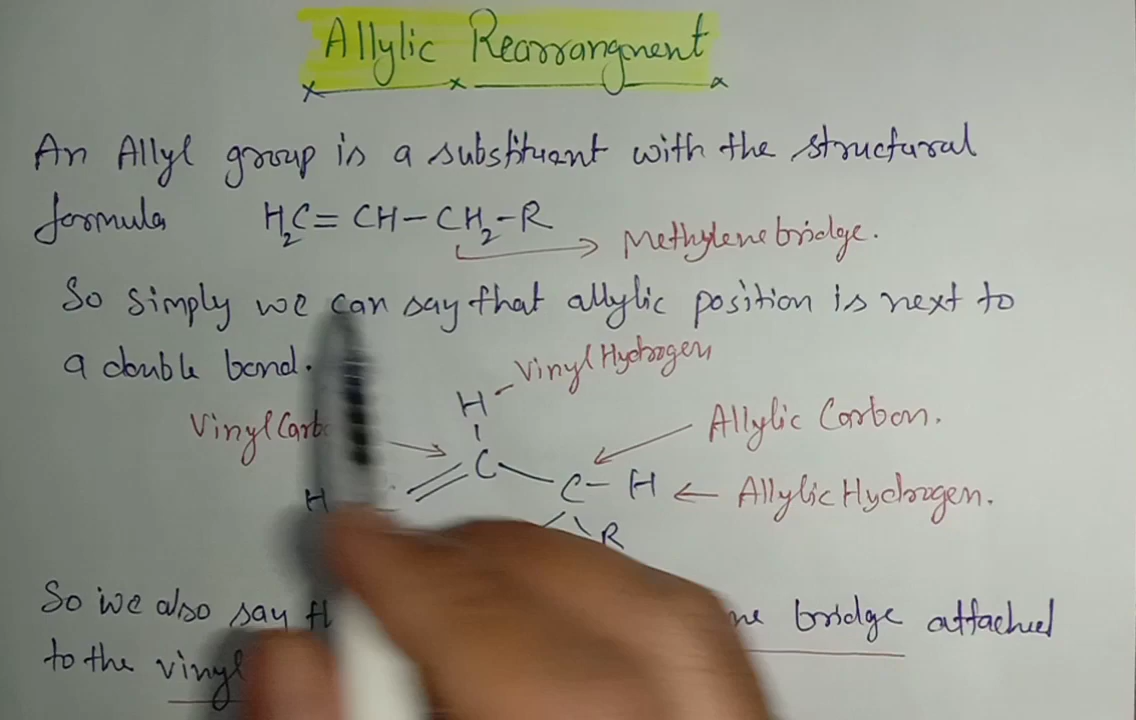 Allylic Rearrangment
An Allyl group is a substituent with the structural
formula H₂C=CH-CH₂-R
Methylene bridge.
So simply we can say that allylic position is next to
a double bond.
Vinyl Hydrogen
H
Vinyl
Allylic Carbon.
C
C-H
Allylic Hydrogen.
H
R
So we also say bridge attached
to the vinyl